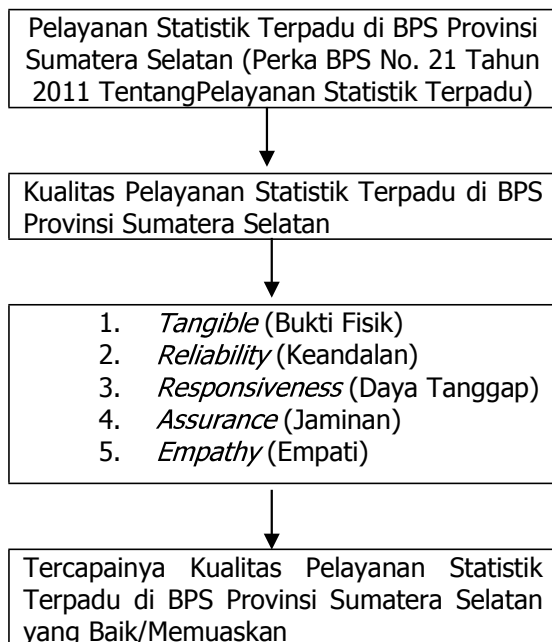 Pelayanan Statistik Terpadu di BPS Provinsi
Sumatera Selatan (Perka BPS No. 21 Tahun
2011 TentangPelayanan Statistik Terpadu)
Kualitas Pelayanan Statistik Terpadu di BPS
Provinsi Sumatera Selatan
1. Tangible (Bukti Fisik)
2. Reliability (Keandalan)
3. Responsiveness (Daya Tanggap)
4. Assurance (Jaminan)
5. Empathy (Empati)
Tercapainya Kualitas Pelayanan Statistik
Terpadu di BPS Provinsi Sumatera Selatan
yang Baik/Memuaskan